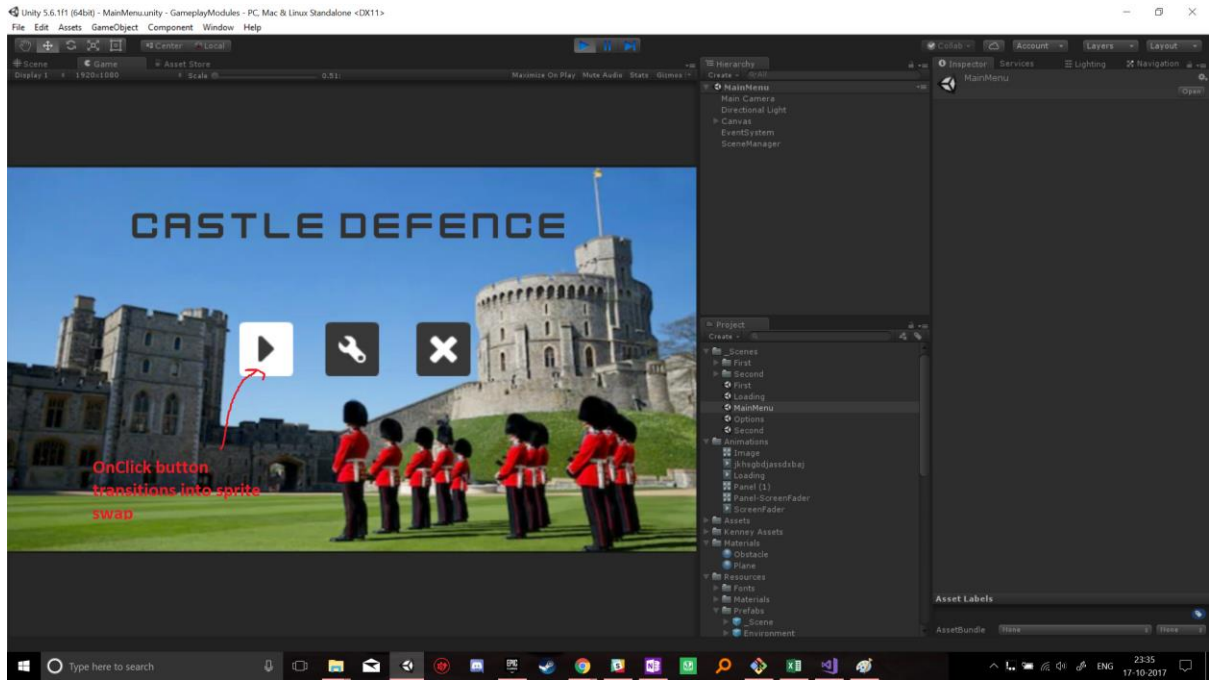 Unity 5.6.1f1 (64bit) - MainMenu.unity - GameplayModules - PC, Mac & Linux Standalone <DX11>
File Edit Assets GameObject Component Window Help
Center Local
Collab Account Layers Layout
Scene Game Asset Store
Display 1 1920x1080 Scale 0.51: Maximize On Play Mute Audio Stats Gizmos
Hierarchy
Create All
MainMenu
Main Camera
Directional Light
Canvas
EventSystem
SceneManager
Inspector Services Lighting Navigation
MainMenu
Open
CASTLE DEFENCE
OnClick button
transitions into sprite
swap
Project
Create
_Scenes
First
Second
First
Loading
MainMenu
Options
Second
Animations
Image
jkhsgbdjassdxbaj
Loading
Panel (1)
Panel-ScreenFader
ScreenFader
Assets
Kenney Assets
Materials
Obstacle
Plane
Resources
Fonts
Materials
Prefabs
_Scene
Environment
Asset Labels
AssetBundle None None
Type here to search
ENG
23:35
17-10-2017